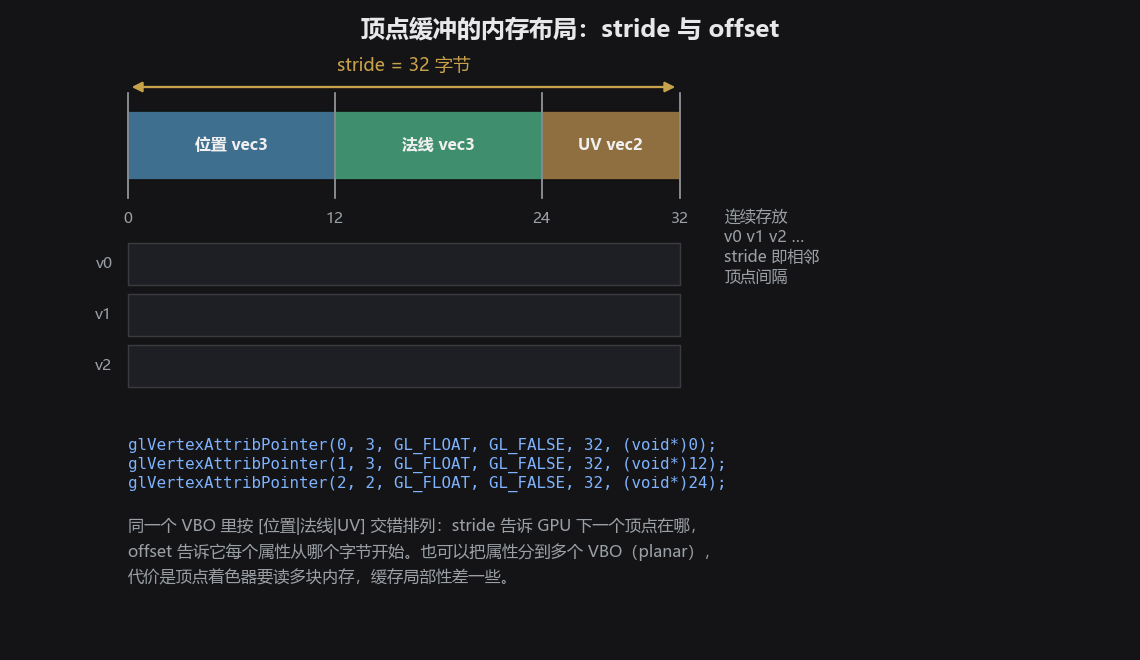 顶点缓冲的内存布局：stride 与 offset
stride = 32 字节
位置 vec3
法线 vec3
UV vec2
0
12
24
32
连续存放
v0 v1 v2 ...
stride 即相邻
顶点间隔
v0
v1
v2
glVertexAttribPointer(0, 3, GL_FLOAT, GL_FALSE, 32, (void*)0);
glVertexAttribPointer(1, 3, GL_FLOAT, GL_FALSE, 32, (void*)12);
glVertexAttribPointer(2, 2, GL_FLOAT, GL_FALSE, 32, (void*)24);
同一个 VBO 里按 [位置|法线|UV] 交错排列：stride 告诉 GPU 下一个顶点在哪，
offset 告诉它每个属性从哪个字节开始。也可以把属性分到多个 VBO（planar），
代价是顶点着色器要读多块内存，缓存局部性差一些。